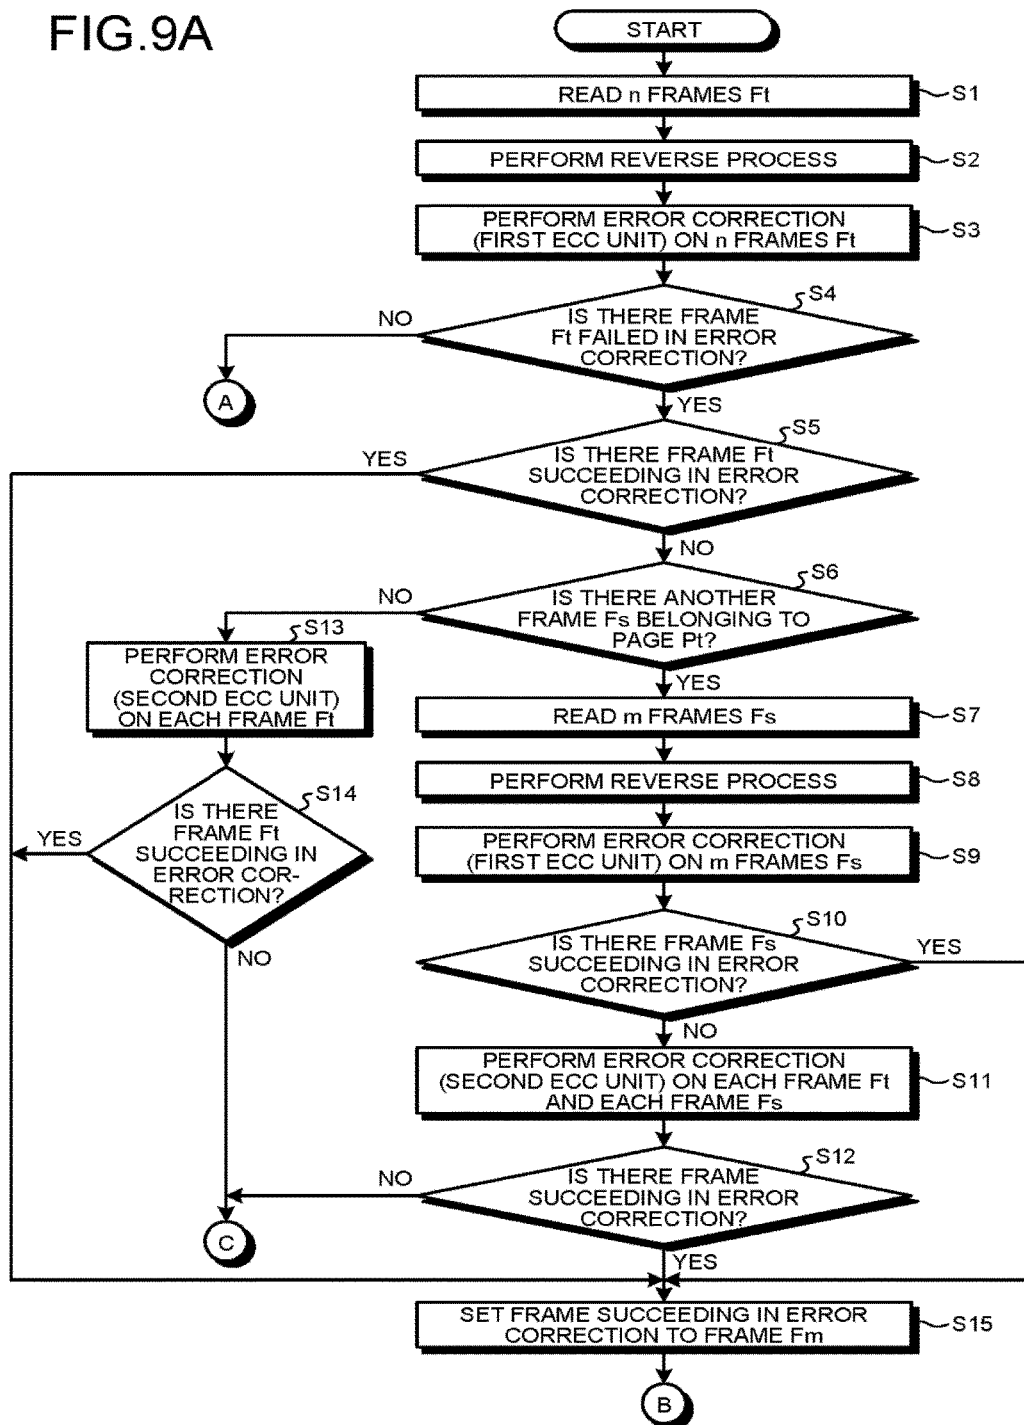 FIG.9A
START
READ n FRAMES Ft
S1
PERFORM REVERSE PROCESS
S2
PERFORM ERROR CORRECTION
(FIRST ECC UNIT) ON n FRAMES Ft
S3
S4
IS THERE FRAME
Ft FAILED IN ERROR
CORRECTION?
NO
A
YES
S5
IS THERE FRAME Ft
SUCCEEDING IN ERROR
CORRECTION?
YES
NO
S6
IS THERE ANOTHER
FRAME Fs BELONGING TO
PAGE Pt?
NO
S13
PERFORM ERROR
CORRECTION
(SECOND ECC UNIT)
ON EACH FRAME Ft
YES
READ m FRAMES Fs
S7
PERFORM REVERSE PROCESS
S8
S14
IS THERE
FRAME Ft
SUCCEEDING IN
ERROR COR-
RECTION?
YES
NO
PERFORM ERROR CORRECTION
(FIRST ECC UNIT) ON m FRAMES Fs
S9
S10
IS THERE FRAME Fs
SUCCEEDING IN ERROR
CORRECTION?
YES
NO
PERFORM ERROR CORRECTION
(SECOND ECC UNIT) ON EACH FRAME Ft
AND EACH FRAME Fs
S11
S12
IS THERE FRAME
SUCCEEDING IN ERROR
CORRECTION?
NO
C
YES
SET FRAME SUCCEEDING IN ERROR
CORRECTION TO FRAME Fm
S15
B